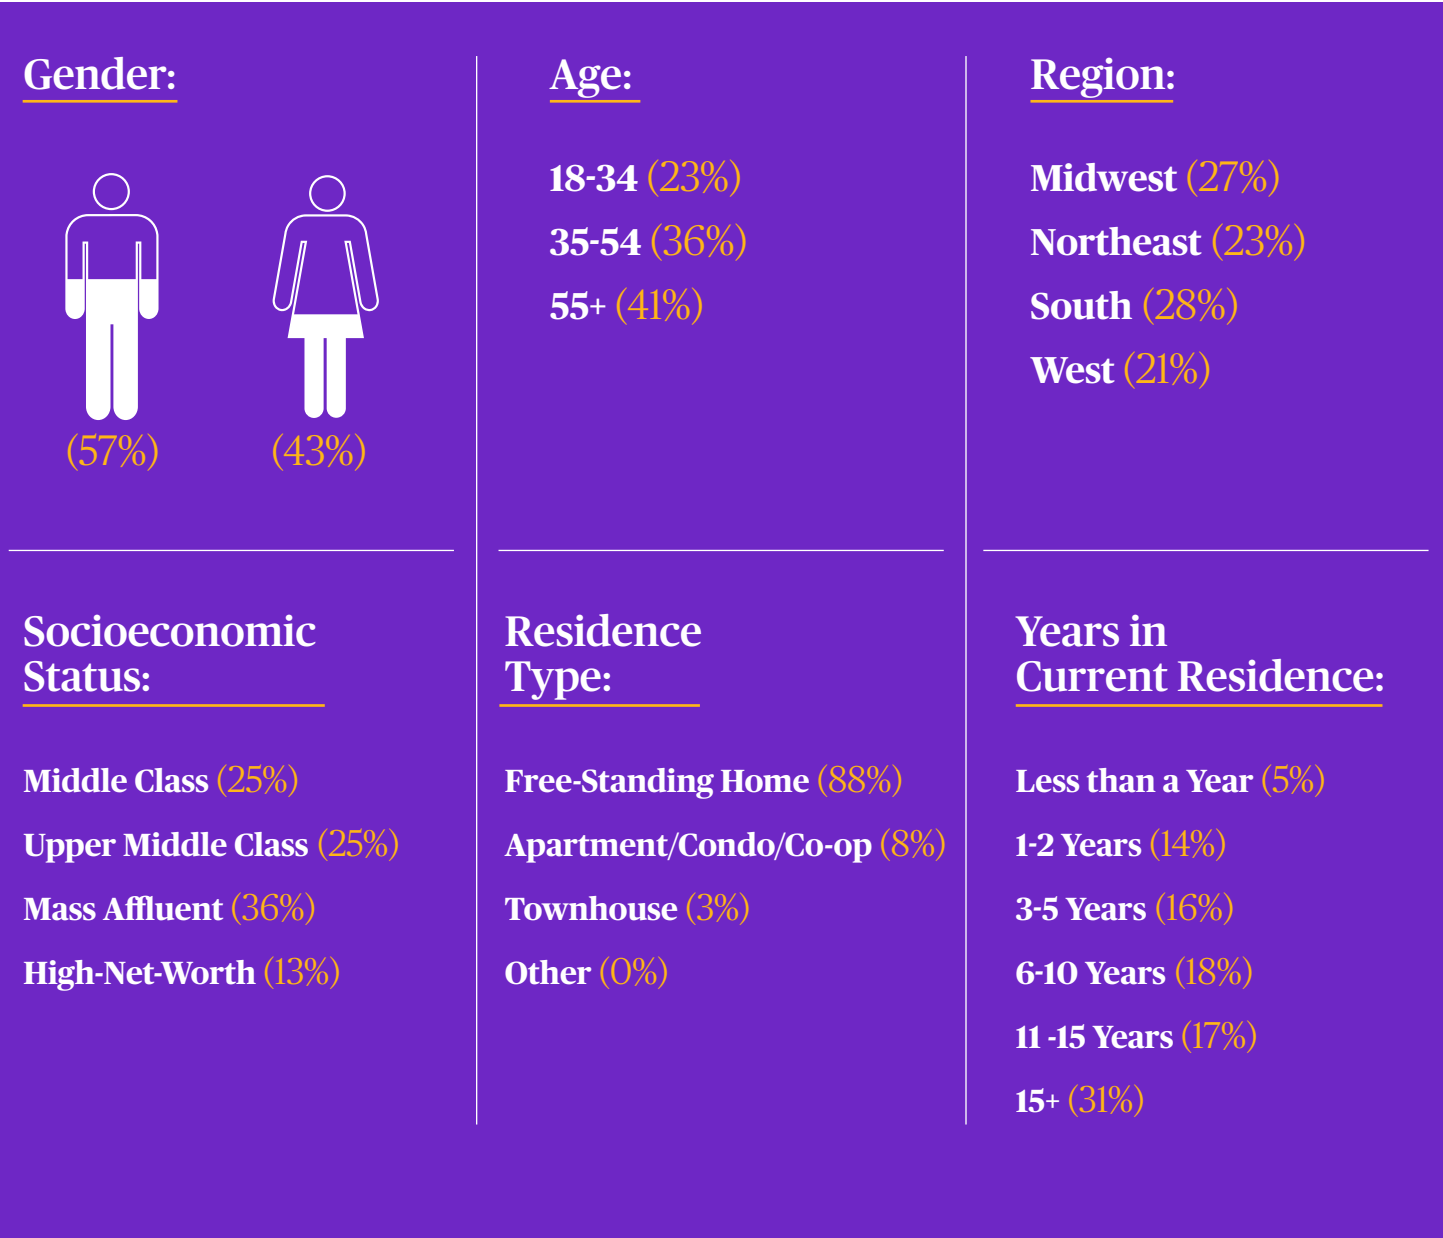 Gender:
(57%)
(43%)
Age:
18-34 (23%)
35-54 (36%)
55+ (41%)
Region:
Midwest (27%)
Northeast (23%)
South (28%)
West (21%)
Socioeconomic
Status:
Middle Class (25%)
Upper Middle Class (25%)
Mass Affluent (36%)
High-Net-Worth (13%)
Residence
Type:
Free-Standing Home (88%)
Apartment/Condo/Co-op (8%)
Townhouse (3%)
Other (0%)
Years in
Current Residence:
Less than a Year (5%)
1-2 Years (14%)
3-5 Years (16%)
6-10 Years (18%)
11 -15 Years (17%)
15+ (31%)